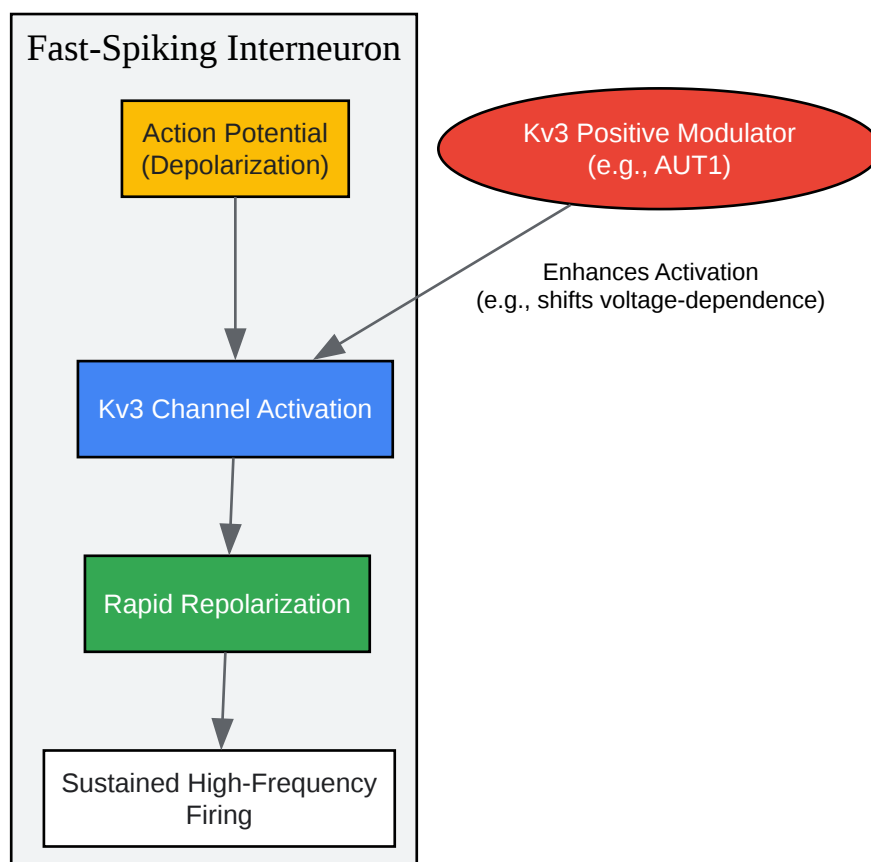 Fast-Spiking Interneuron
Action Potential
(Depolarization)
Kv3 Positive Modulator
(e.g., AUT1)
Enhances Activation
(e.g., shifts voltage-dependence)
Kv3 Channel Activation
Rapid Repolarization
Sustained High-Frequency
Firing